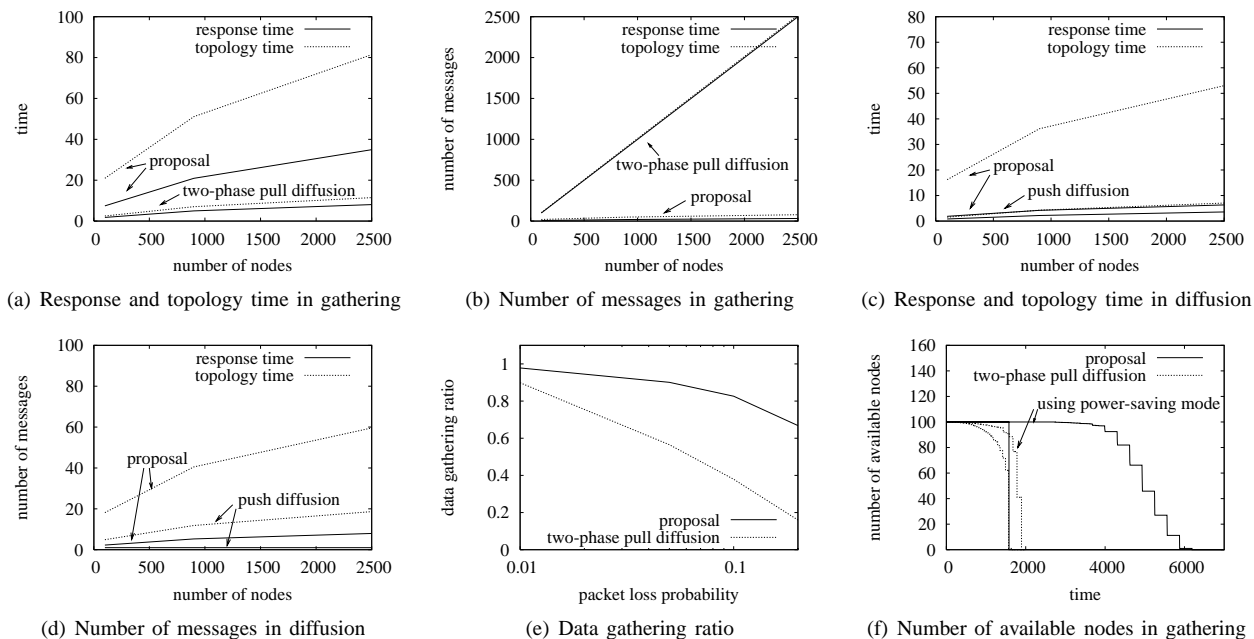 100
80
60
40
20
0
time
response time
topology time
proposal
two-phase pull diffusion
0 500 1000 1500 2000 2500
number of nodes
(a) Response and topology time in gathering
2500
2000
1500
1000
500
0
number of messages
response time
topology time
two-phase pull diffusion
proposal
0 500 1000 1500 2000 2500
number of nodes
(b) Number of messages in gathering
80
70
60
50
40
30
20
10
0
time
response time
topology time
proposal
push diffusion
0 500 1000 1500 2000 2500
number of nodes
(c) Response and topology time in diffusion
100
80
60
40
20
0
number of messages
response time
topology time
proposal
push diffusion
0 500 1000 1500 2000 2500
number of nodes
(d) Number of messages in diffusion
1
0.8
0.6
0.4
0.2
0
data gathering ratio
proposal
two-phase pull diffusion
0.01 0.1
packet loss probability
(e) Data gathering ratio
160
140
120
100
80
60
40
20
0
number of available nodes
proposal
two-phase pull diffusion
using power-saving mode
0 2000 4000 6000
time
(f) Number of available nodes in gathering